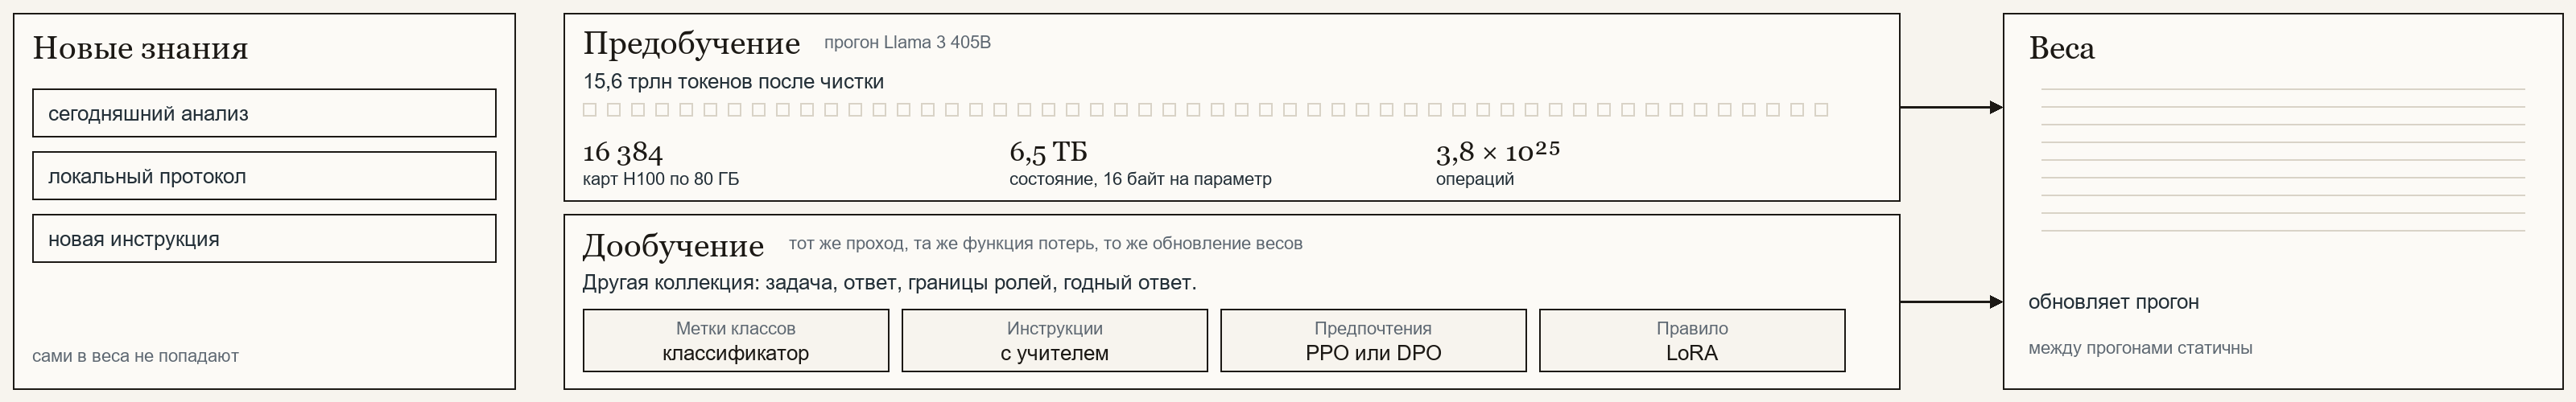 Новые знания
сегодняшний анализ
локальный протокол
новая инструкция
сами в веса не попадают
Предобучение прогон Llama 3 405B
15,6 трлн токенов после чистки
16 384
карт H100 по 80 ГБ
6,5 ТБ
состояние, 16 байт на параметр
3,8 × 10²⁵
операций
Дообучение тот же проход, та же функция потерь, то же обновление весов
Другая коллекция: задача, ответ, границы ролей, годный ответ.
Метки классов
классификатор
Инструкции
с учителем
Предпочтения
PPO или DPO
Правило
LoRA
Веса
обновляет прогон
между прогонами статичны